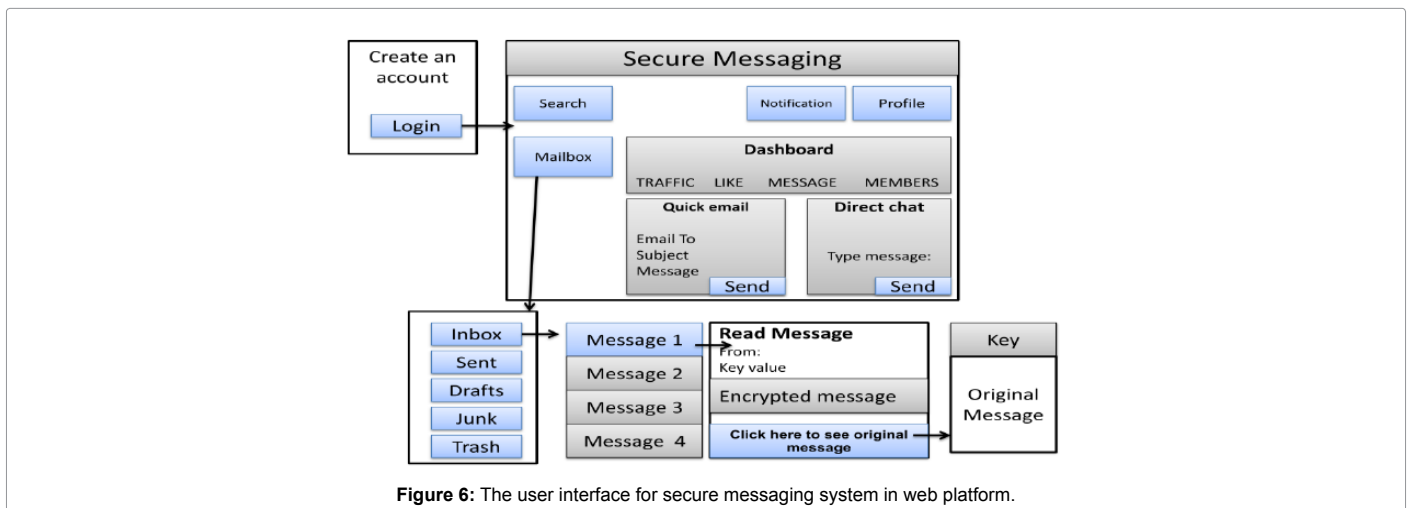 Create an
account
Login
Secure Messaging
Search
Notification
Profile
Mailbox
Dashboard
TRAFFIC LIKE MESSAGE MEMBERS
Quick email
Email To
Subject
Message
Send
Direct chat
Type message:
Send
Inbox
Sent
Drafts
Junk
Trash
Message 1
Message 2
Message 3
Message 4
Read Message
From:
Key value
Encrypted message
Click here to see original
message
Key
Original
Message
Figure 6: The user interface for secure messaging system in web platform.